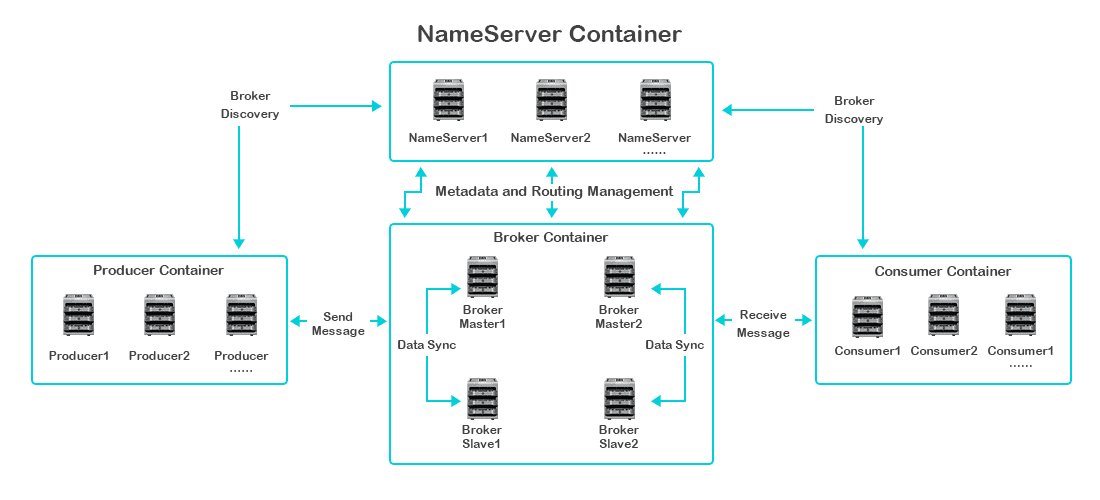 NameServer Container
NameServer1
NameServer2
NameServer
......
Broker
Discovery
Broker
Discovery
Metadata and Routing Management
Producer Container
Producer1
Producer2
Producer
......
Send
Message
Broker Container
Broker
Master1
Broker
Master2
Data Sync
Data Sync
Broker
Slave1
Broker
Slave2
Receive
Message
Consumer Container
Consumer1
Consumer2
Consumer1
......